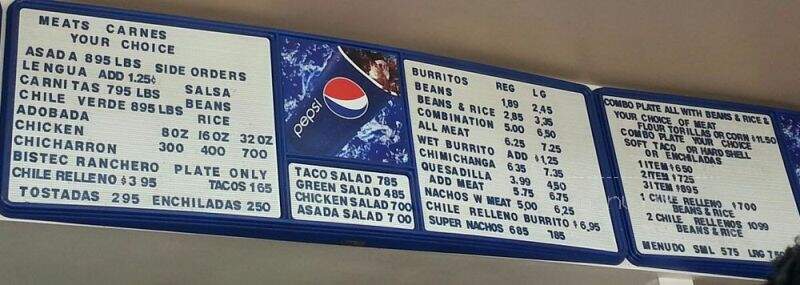 MEATS CARNES
YOUR CHOICE
ASADA 895 LBS SIDE ORDERS
LENGUA ADD 1.25¢ SALSA
CARNITAS 795 LBS BEANS
CHILE VERDE 895 LBS RICE
ADOBADA 8OZ 16OZ 32OZ
CHICKEN 300 400 700
CHICHARRON
BISTEC RANCHERO PLATE ONLY
CHILE RELLENO $3 95 TACOS 165
TOSTADAS 295 ENCHILADAS 250
pepsi
TACO SALAD 785
GREEN SALAD 485
CHICKEN SALAD 700
ASADA SALAD 7 00
BURRITOS REG LG
BEANS 1,89 2,45
BEANS & RICE 2,85 3,35
COMBINATION 5,00 6,50
ALL MEAT 6,25 7,25
WET BURRITO ADD $1,25
CHIMICHANGA 6,35 7,35
QUESADILLA 3,99 4,50
ADD MEAT 5,75 6,75
NACHOS W MEAT 5,00 6,25
CHILE RELLENO BURRITO $6,95
SUPER NACHOS 685 785
COMBO PLATE ALL WITH BEANS & RICE &
YOUR CHOICE OF MEAT
FLOUR TORILLAS OR CORN $11.50
COMBO PLATE YOUR CHOICE
SOFT TACO OR HARD SHELL
OR ENCHILADAS
1 ITEM $650
2 ITEM $725
3 ITEM $895
1 CHILE RELLENO $700
BEANS & RICE
2 CHILE RELLENOS 1099
BEANS & RICE
MENUDO SML 575 LRG